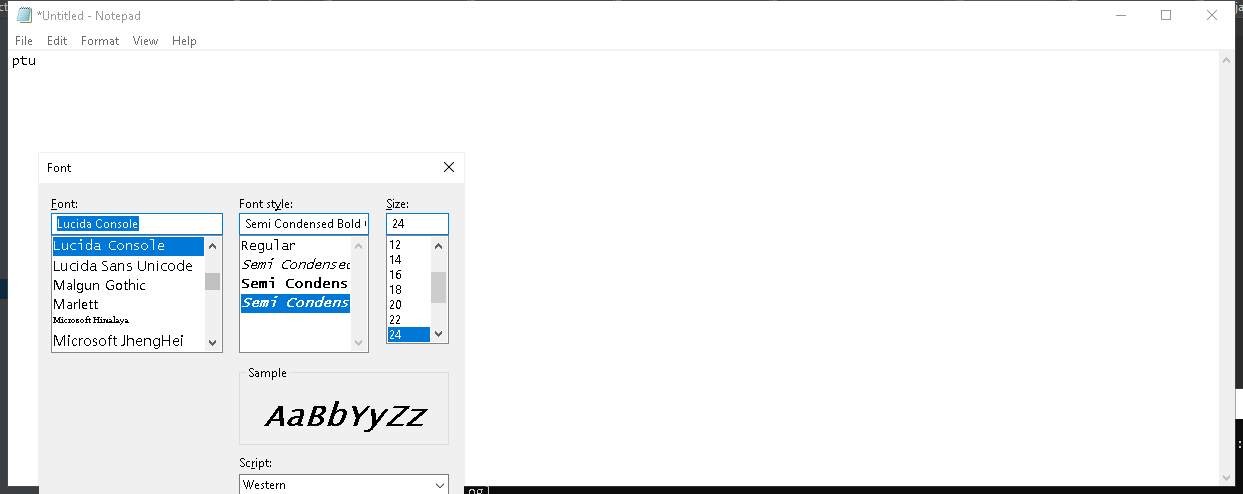 *Untitled - Notepad
File Edit Format View Help
ptu
Font
Font: Font style: Size:
Lucida Console Semi Condensed Bold 24
Lucida Console Regular 12
Lucida Sans Unicode Semi Condensed 14
Malgun Gothic Semi Condens 16
Marlett Semi Condens 18
Microsoft Himalaya 20
Microsoft JhengHei 22
24
Sample
AaBbYyZz
Script:
Western